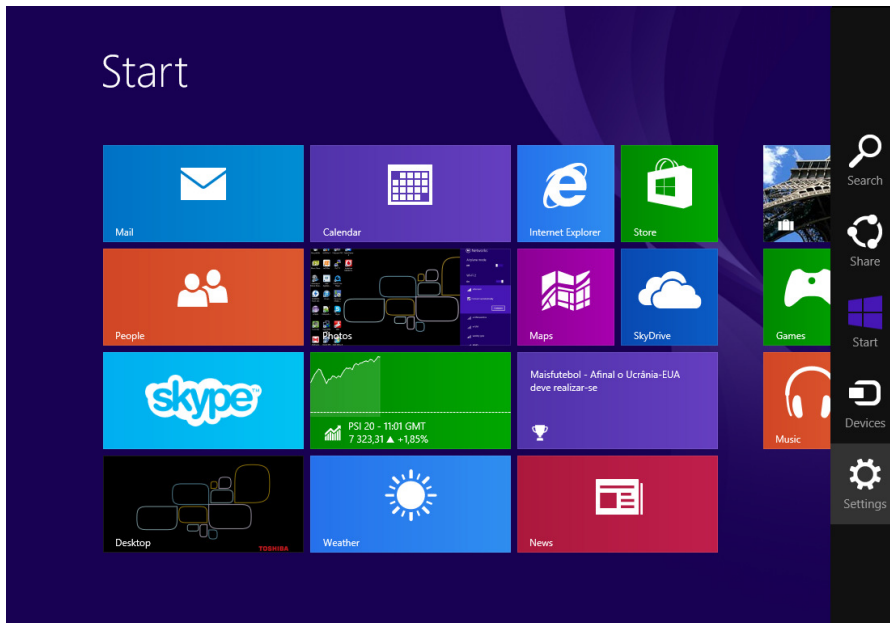 Start
Search
Share
Start
Devices
Settings
Mail
Calendar
Internet Explorer
Store
People
Photos
Maps
SkyDrive
Games
skype™
PSI 20 - 11:01 GMT
7 323,31 ▲ +1,85%
Maisfutebol - Afinal o Ucrânia-EUA
deve realizar-se
Music
Desktop
TOSHIBA
Weather
News